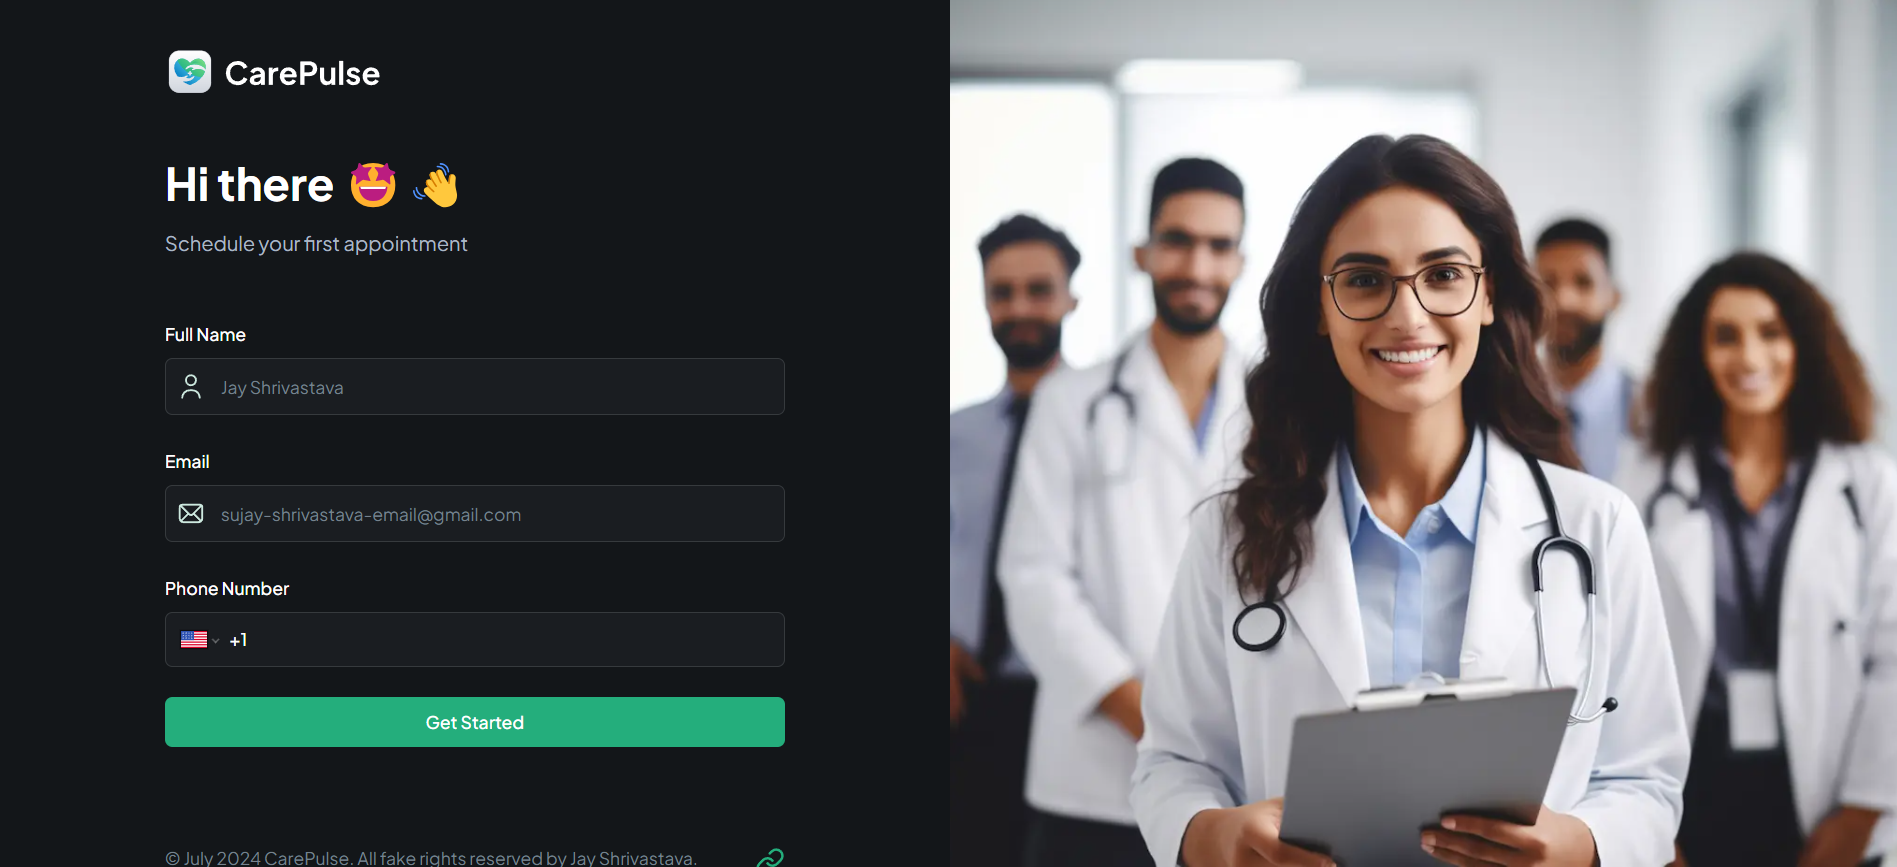 CarePulse
Hi there 🤩 👋
Schedule your first appointment
Full Name
Jay Shrivastava
Email
sujay-shrivastava-email@gmail.com
Phone Number
+1
Get Started
© July 2024 CarePulse. All fake rights reserved by Jay Shrivastava.